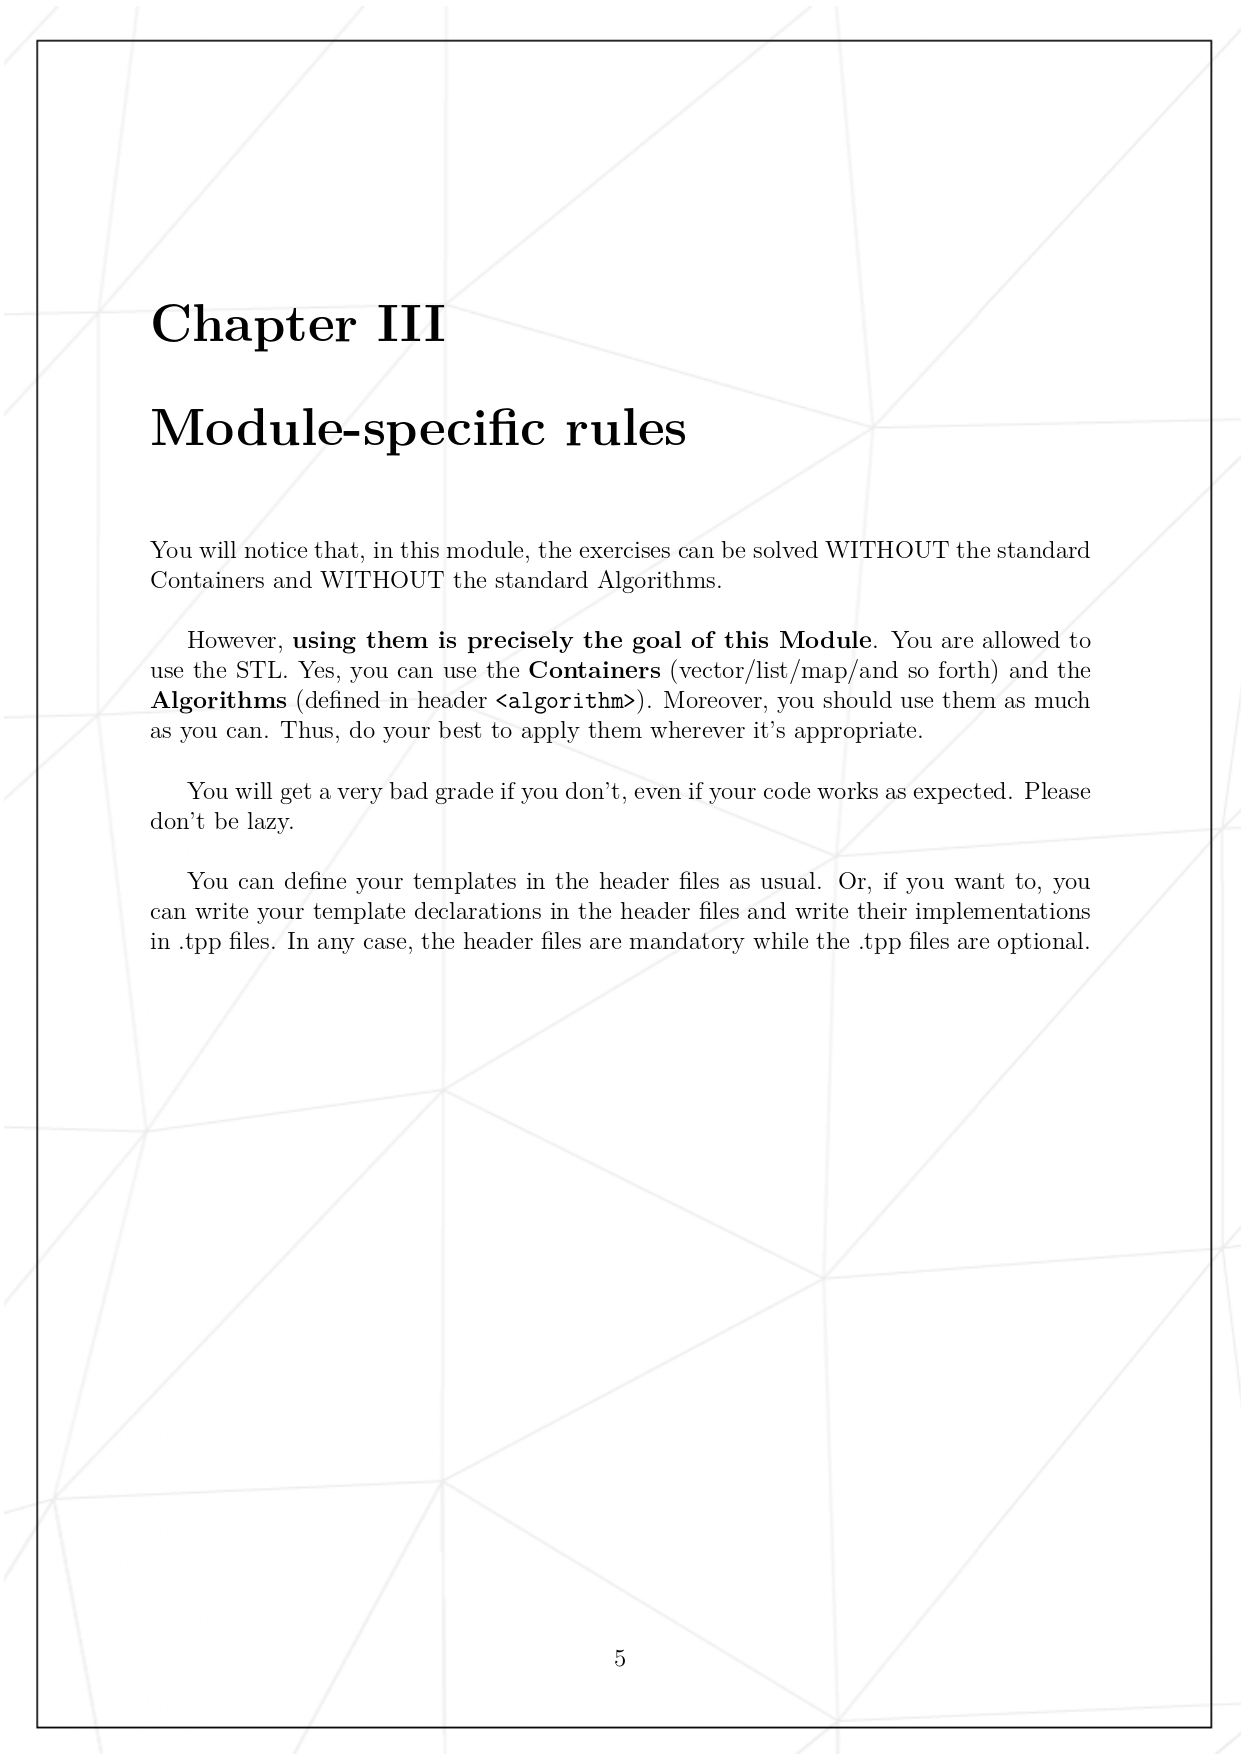 Chapter III
Module-specific rules
You will notice that, in this module, the exercises can be solved WITHOUT the standard
Containers and WITHOUT the standard Algorithms.
However, using them is precisely the goal of this Module. You are allowed to
use the STL. Yes, you can use the Containers (vector/list/map/and so forth) and the
Algorithms (defined in header <algorithm>). Moreover, you should use them as much
as you can. Thus, do your best to apply them wherever it's appropriate.
You will get a very bad grade if you don't, even if your code works as expected. Please
don't be lazy.
You can define your templates in the header files as usual. Or, if you want to, you
can write your template declarations in the header files and write their implementations
in .tpp files. In any case, the header files are mandatory while the .tpp files are optional.
5